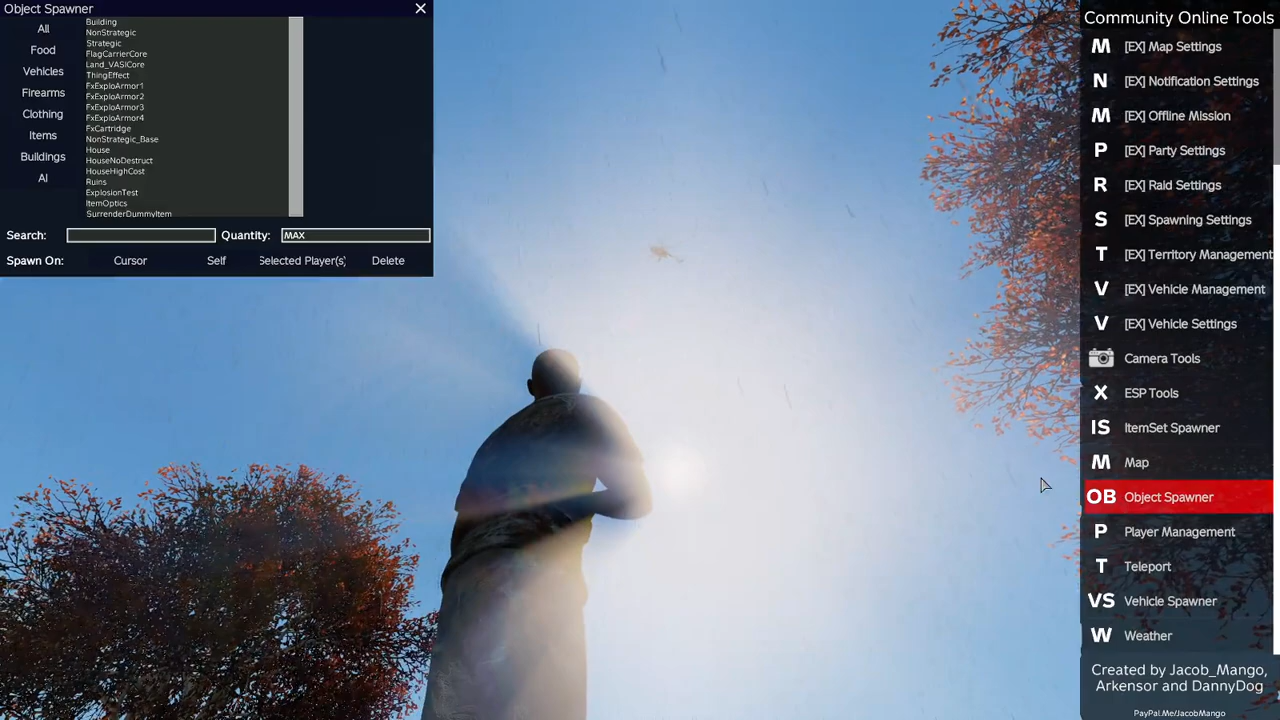 Object Spawner
All
Food
Vehicles
Firearms
Clothing
Items
Buildings
AI
Building
NonStrategic
Strategic
FlagCarrierCore
Land_VASICore
ThingEffect
FxExploArmor1
FxExploArmor2
FxExploArmor3
FxExploArmor4
FxCartridge
NonStrategic_Base
House
HouseNoDestruct
HouseHighCost
Ruins
ExplosionTest
ItemOptics
SurrenderDummyItem
Search: Quantity: MAX
Spawn On: Cursor Self Selected Player(s) Delete
Community Online Tools
M [EX] Map Settings
N [EX] Notification Settings
M [EX] Offline Mission
P [EX] Party Settings
R [EX] Raid Settings
S [EX] Spawning Settings
T [EX] Territory Management
V [EX] Vehicle Management
V [EX] Vehicle Settings
Camera Tools
X ESP Tools
IS ItemSet Spawner
M Map
OB Object Spawner
P Player Management
T Teleport
VS Vehicle Spawner
W Weather
Created by Jacob_Mango,
Arkensor and DannyDog
PayPal.Me/JacobMango